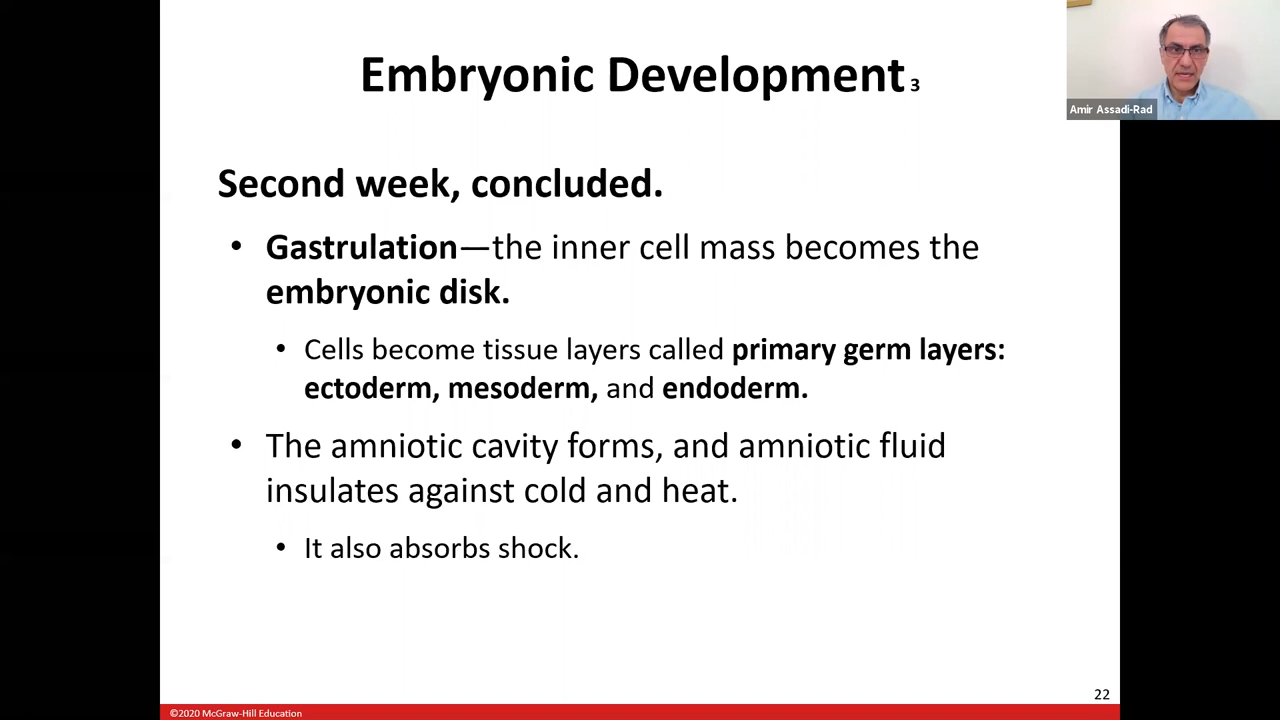 Embryonic Development 3
Amir Assadi-Rad
Second week, concluded.
• Gastrulation—the inner cell mass becomes the
embryonic disk.
• Cells become tissue layers called primary germ layers:
ectoderm, mesoderm, and endoderm.
• The amniotic cavity forms, and amniotic fluid
insulates against cold and heat.
• It also absorbs shock.
22
©2020 McGraw-Hill Education